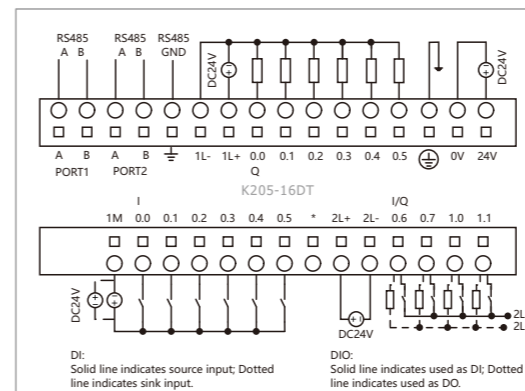 RS485 RS485 RS485
A B A B GND
DC24V DC24V
A B A B 1L- 1L+ 0.0 0.1 0.2 0.3 0.4 0.5 0V 24V
PORT1 PORT2 Q
K205-16DT
I I/Q
1M 0.0 0.1 0.2 0.3 0.4 0.5 * 2L+ 2L- 0.6 0.7 1.0 1.1
DC24V
DC24V
2L
2L
DI:
Solid line indicates source input; Dotted
line indicates sink input.
DIO:
Solid line indicates used as DI; Dotted
line indicates used as DO.